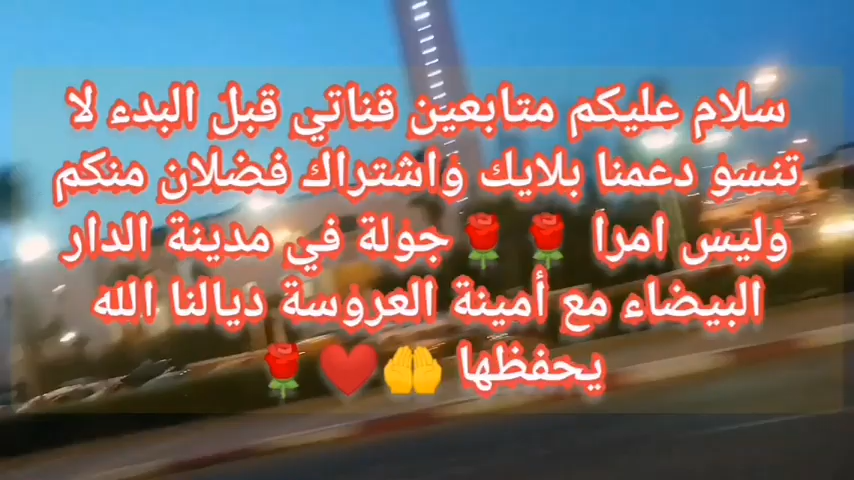 سلام عليكم متابعين قناتي قبل البدء لا
تنسو دعمنا بلايك واشتراك فضلان منكم
وليس امرا 🌹 🌹جولة في مدينة الدار
البيضاء مع أمينة العروسة ديالنا الله
يحفظها 🤲❤️🌹